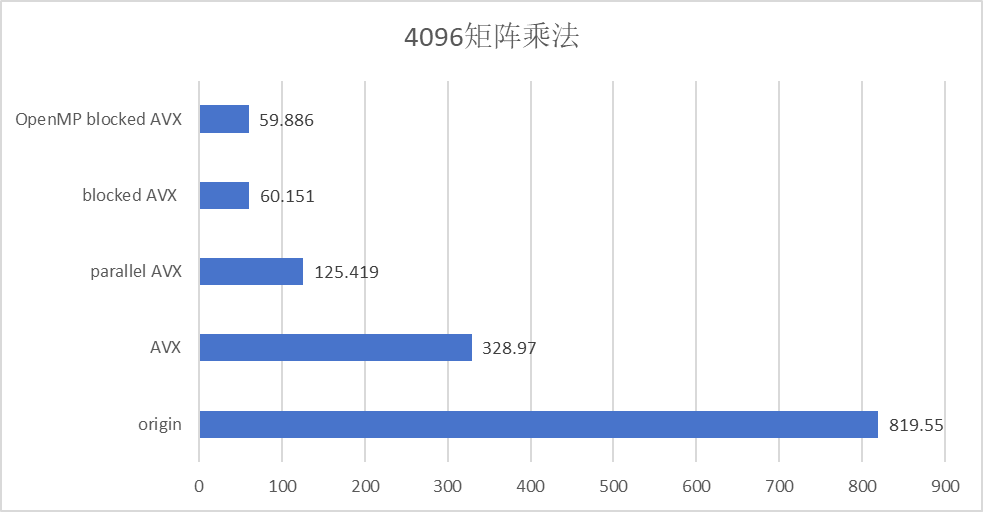 4096矩阵乘法
OpenMP blocked AVX 59.886
blocked AVX 60.151
parallel AVX 125.419
AVX 328.97
origin 819.55
0 100 200 300 400 500 600 700 800 900